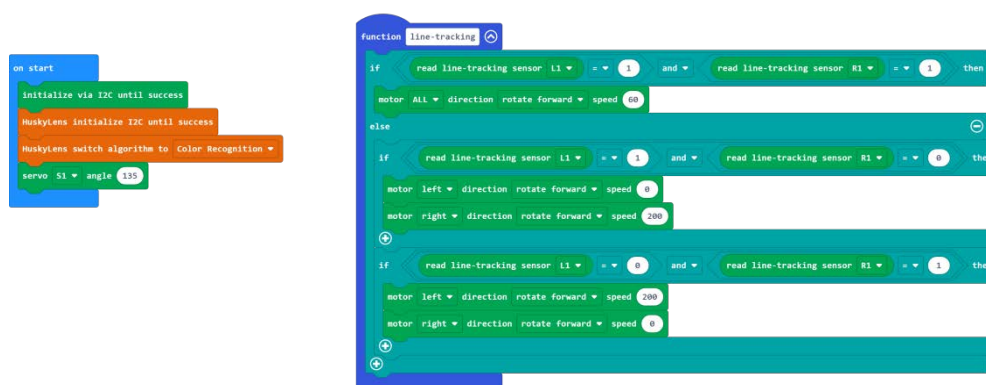 on start
initialize via I2C until success
HuskyLens initialize I2C until success
HuskyLens switch algorithm to Color Recognition
servo S1 angle 135
function line-tracking
if read line-tracking sensor L1 = 1 and read line-tracking sensor R1 = 1 then
motor ALL direction rotate forward speed 60
else
if read line-tracking sensor L1 = 1 and read line-tracking sensor R1 = 0 the
motor left direction rotate forward speed 0
motor right direction rotate forward speed 200
if read line-tracking sensor L1 = 0 and read line-tracking sensor R1 = 1 the
motor left direction rotate forward speed 200
motor right direction rotate forward speed 0